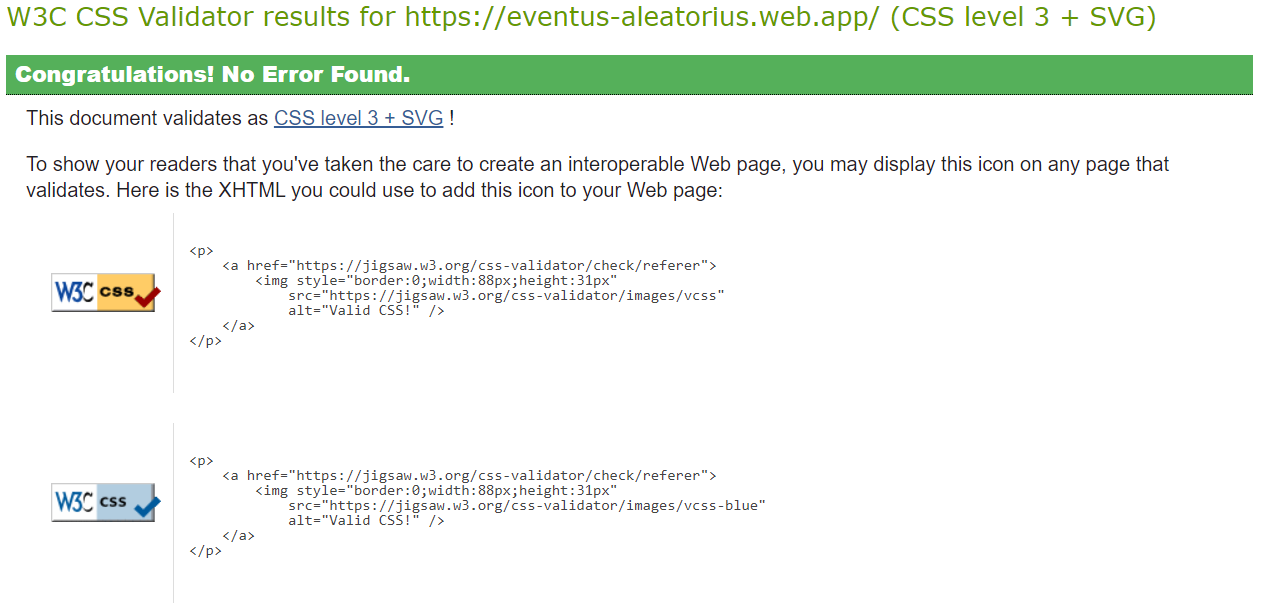 W3C CSS Validator results for https://eventus-aleatorius.web.app/ (CSS level 3 + SVG)
Congratulations! No Error Found.
This document validates as CSS level 3 + SVG !
To show your readers that you've taken the care to create an interoperable Web page, you may display this icon on any page that
validates. Here is the XHTML you could use to add this icon to your Web page:
W3C css
<p>
    <a href="https://jigsaw.w3.org/css-validator/check/referer">
        <img style="border:0;width:88px;height:31px"
            src="https://jigsaw.w3.org/css-validator/images/vcss"
            alt="Valid CSS!" />
    </a>
</p>
W3C css
<p>
    <a href="https://jigsaw.w3.org/css-validator/check/referer">
        <img style="border:0;width:88px;height:31px"
            src="https://jigsaw.w3.org/css-validator/images/vcss-blue"
            alt="Valid CSS!" />
    </a>
</p>